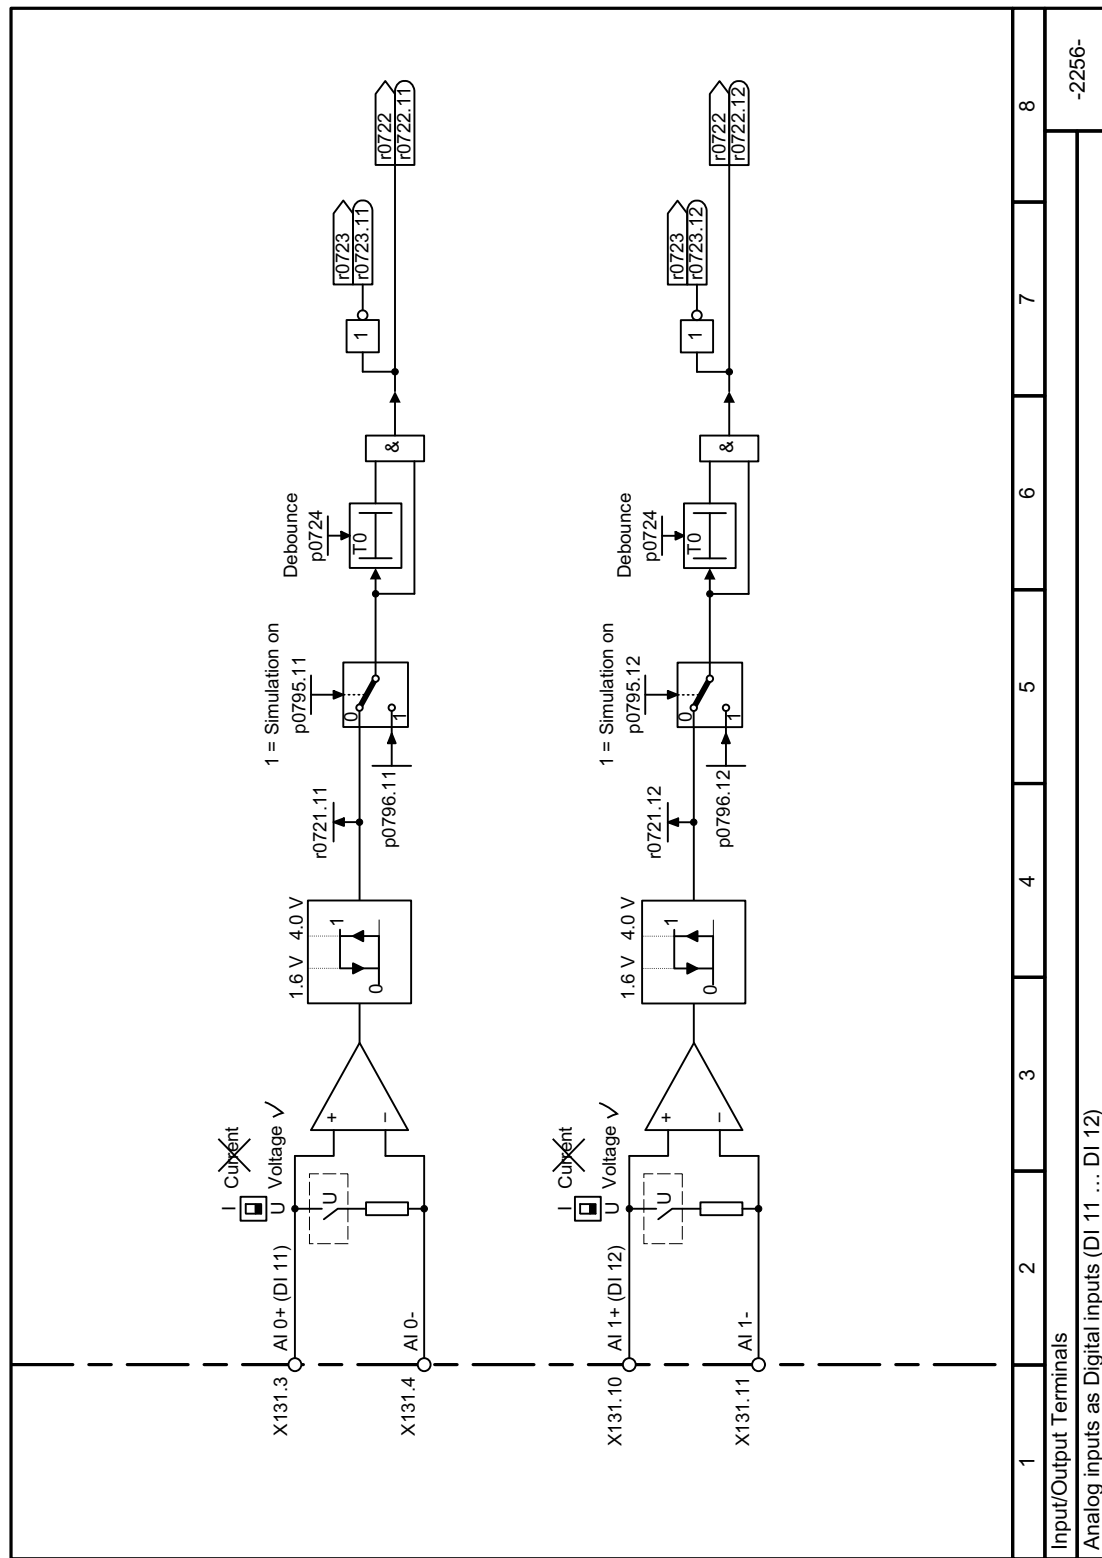 1 = Simulation on
p0795.11
Debounce
p0724
r0723
r0723.11
r0722
r0722.11
I
Current
U
Voltage ✓
X131.3
AI 0+ (DI 11)
U
X131.4
AI 0-
+
–
1.6 V 4.0 V
0
1
r0721.11
p0796.11
0
1
T0
&
1
1 = Simulation on
p0795.12
Debounce
p0724
r0723
r0723.12
r0722
r0722.12
I
Current
U
Voltage ✓
X131.10
AI 1+ (DI 12)
U
X131.11
AI 1-
+
–
1.6 V 4.0 V
0
1
r0721.12
p0796.12
0
1
T0
&
1
1 2 3 4 5 6 7 8
Input/Output Terminals
-2256-
Analog inputs as Digital inputs (DI 11 … DI 12)